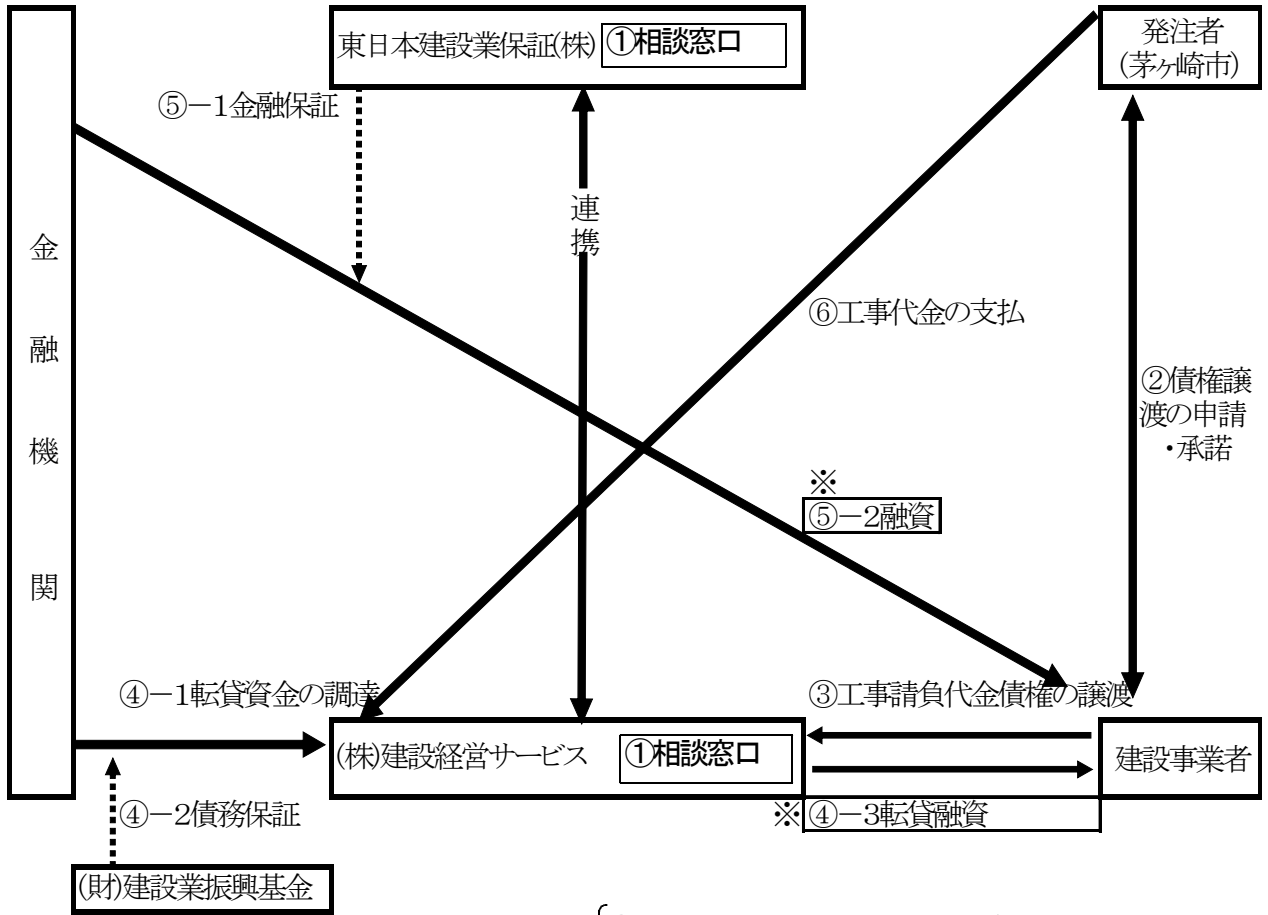 東日本建設業保証(株)
①相談窓口
発注者
(茅ヶ崎市)
⑤－1金融保証
連携
金融機関
⑥工事代金の支払
②債権譲
渡の申請
・承諾
※
⑤－2融資
④－1転貸資金の調達
③工事請負代金債権の譲渡
(株)建設経営サービス
①相談窓口
建設事業者
④－2債務保証
※
④－3転貸融資
(財)建設業振興基金